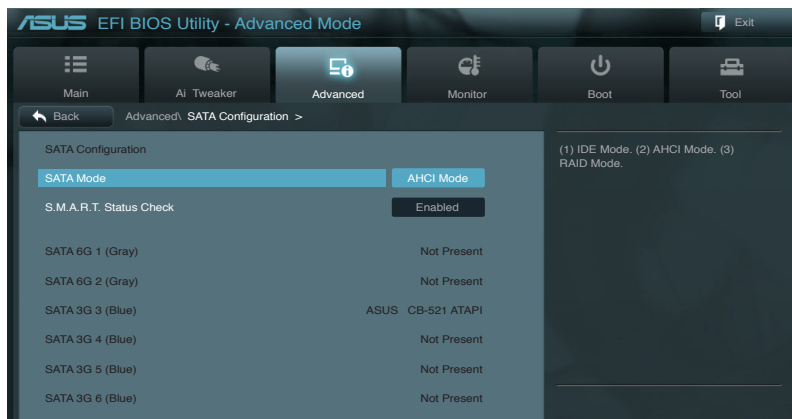 ASUS EFI BIOS Utility - Advanced Mode
Exit
Main Ai Tweaker Advanced Monitor Boot Tool
Back Advanced\ SATA Configuration >
SATA Configuration
SATA Mode AHCI Mode
S.M.A.R.T. Status Check Enabled
SATA 6G 1 (Gray) Not Present
SATA 6G 2 (Gray) Not Present
SATA 3G 3 (Blue) ASUS CB-521 ATAPI
SATA 3G 4 (Blue) Not Present
SATA 3G 5 (Blue) Not Present
SATA 3G 6 (Blue) Not Present
(1) IDE Mode. (2) AHCI Mode. (3)
RAID Mode.